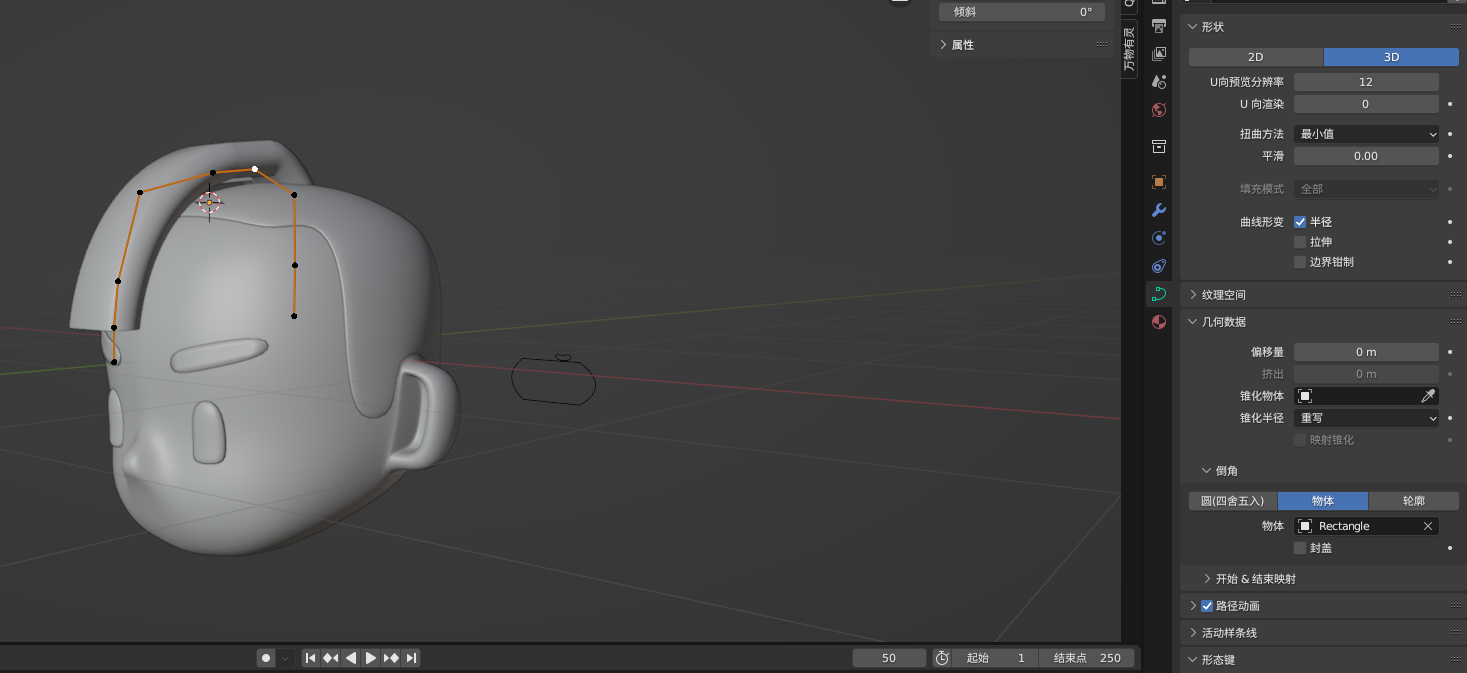 倾斜 0°
属性
万物有灵
形状
2D 3D
U向预览分辨率 12
U 向渲染 0
扭曲方法 最小值
平滑 0.00
填充模式 全部
曲线形变 半径
拉伸
边界钳制
纹理空间
几何数据
偏移量 0 m
挤出 0 m
锥化物体
锥化半径 重写
映射锥化
倒角
圆(四舍五入) 物体 轮廓
物体 Rectangle
封盖
开始 & 结束映射
路径动画
活动样条线
形态键
50 起始 1 结束点 250